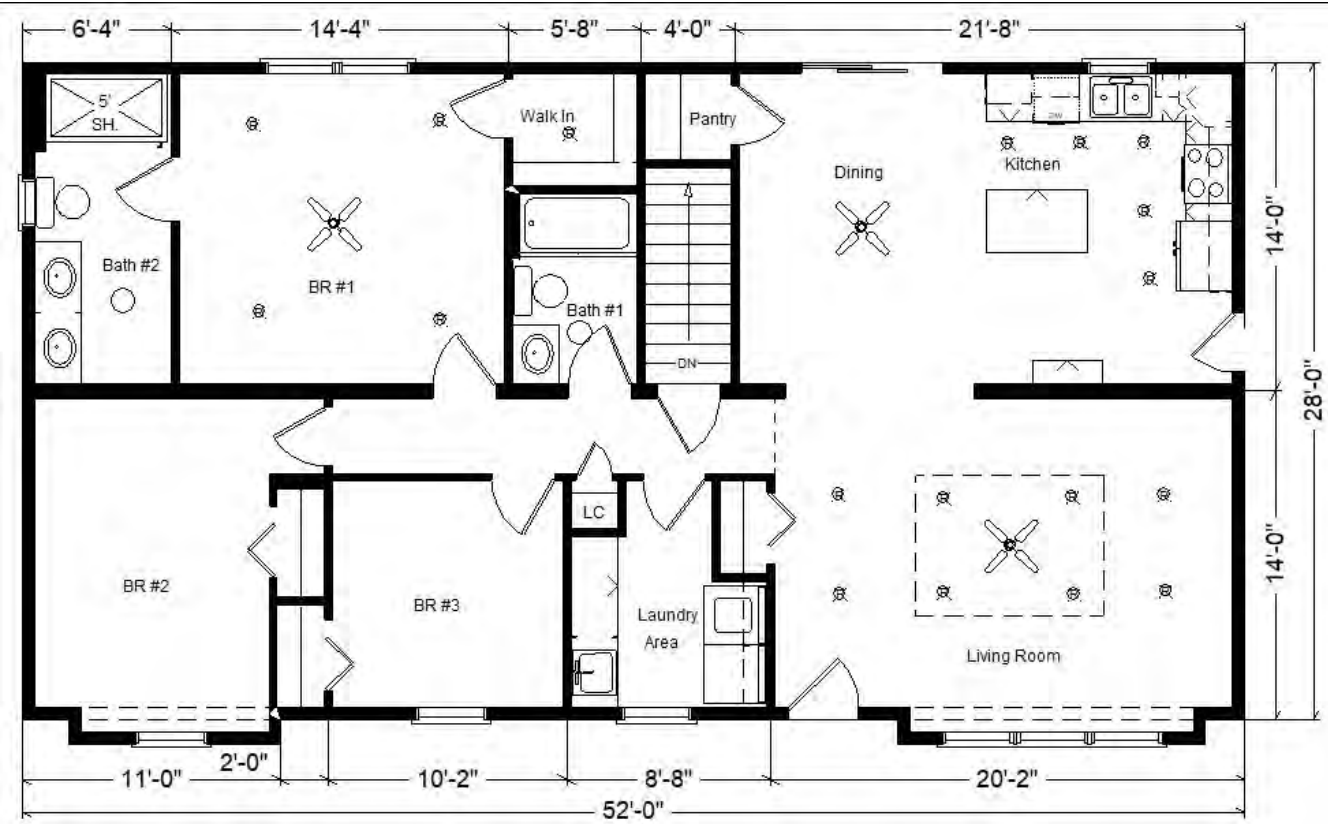 6'-4" 14'-4" 5'-8" 4'-0" 21'-8"
5'
SH.
Walk In
Pantry
Dining
Kitchen
DW
Bath #2
BR #1
Bath #1
DN
14'-0"
28'-0"
LC
BR #2
BR #3
Laundry
Area
Living Room
14'-0"
11'-0" 2'-0" 10'-2" 8'-8" 20'-2"
52'-0"